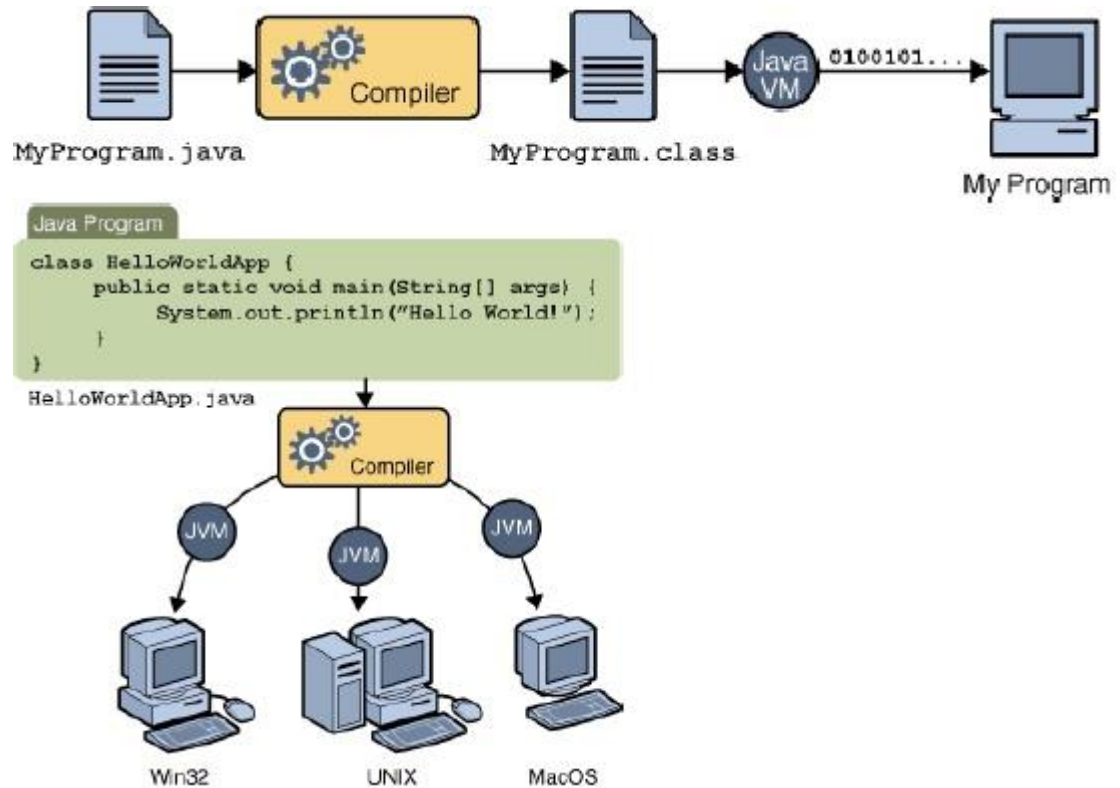 Compiler
Java
VM
0100101...
MyProgram.java
MyProgram.class
My Program
Java Program
class HelloWorldApp {
public static void main(String[] args) {
System.out.println("Hello World!");
}
}
HelloWorldApp.java
Compiler
JVM
JVM
JVM
Win32
UNIX
MacOS